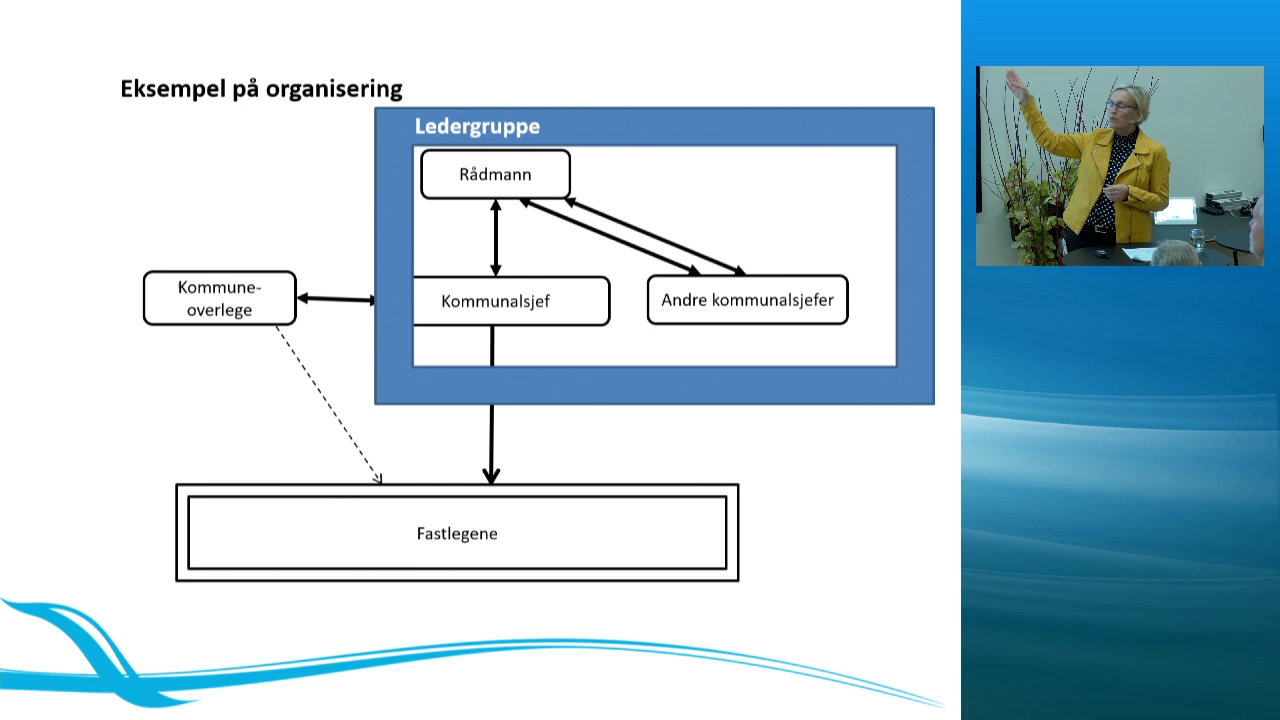 Eksempel på organisering
Ledergruppe
Rådmann
Kommune-
overlege
Kommunalsjef
Andre kommunalsjefer
Fastlegene